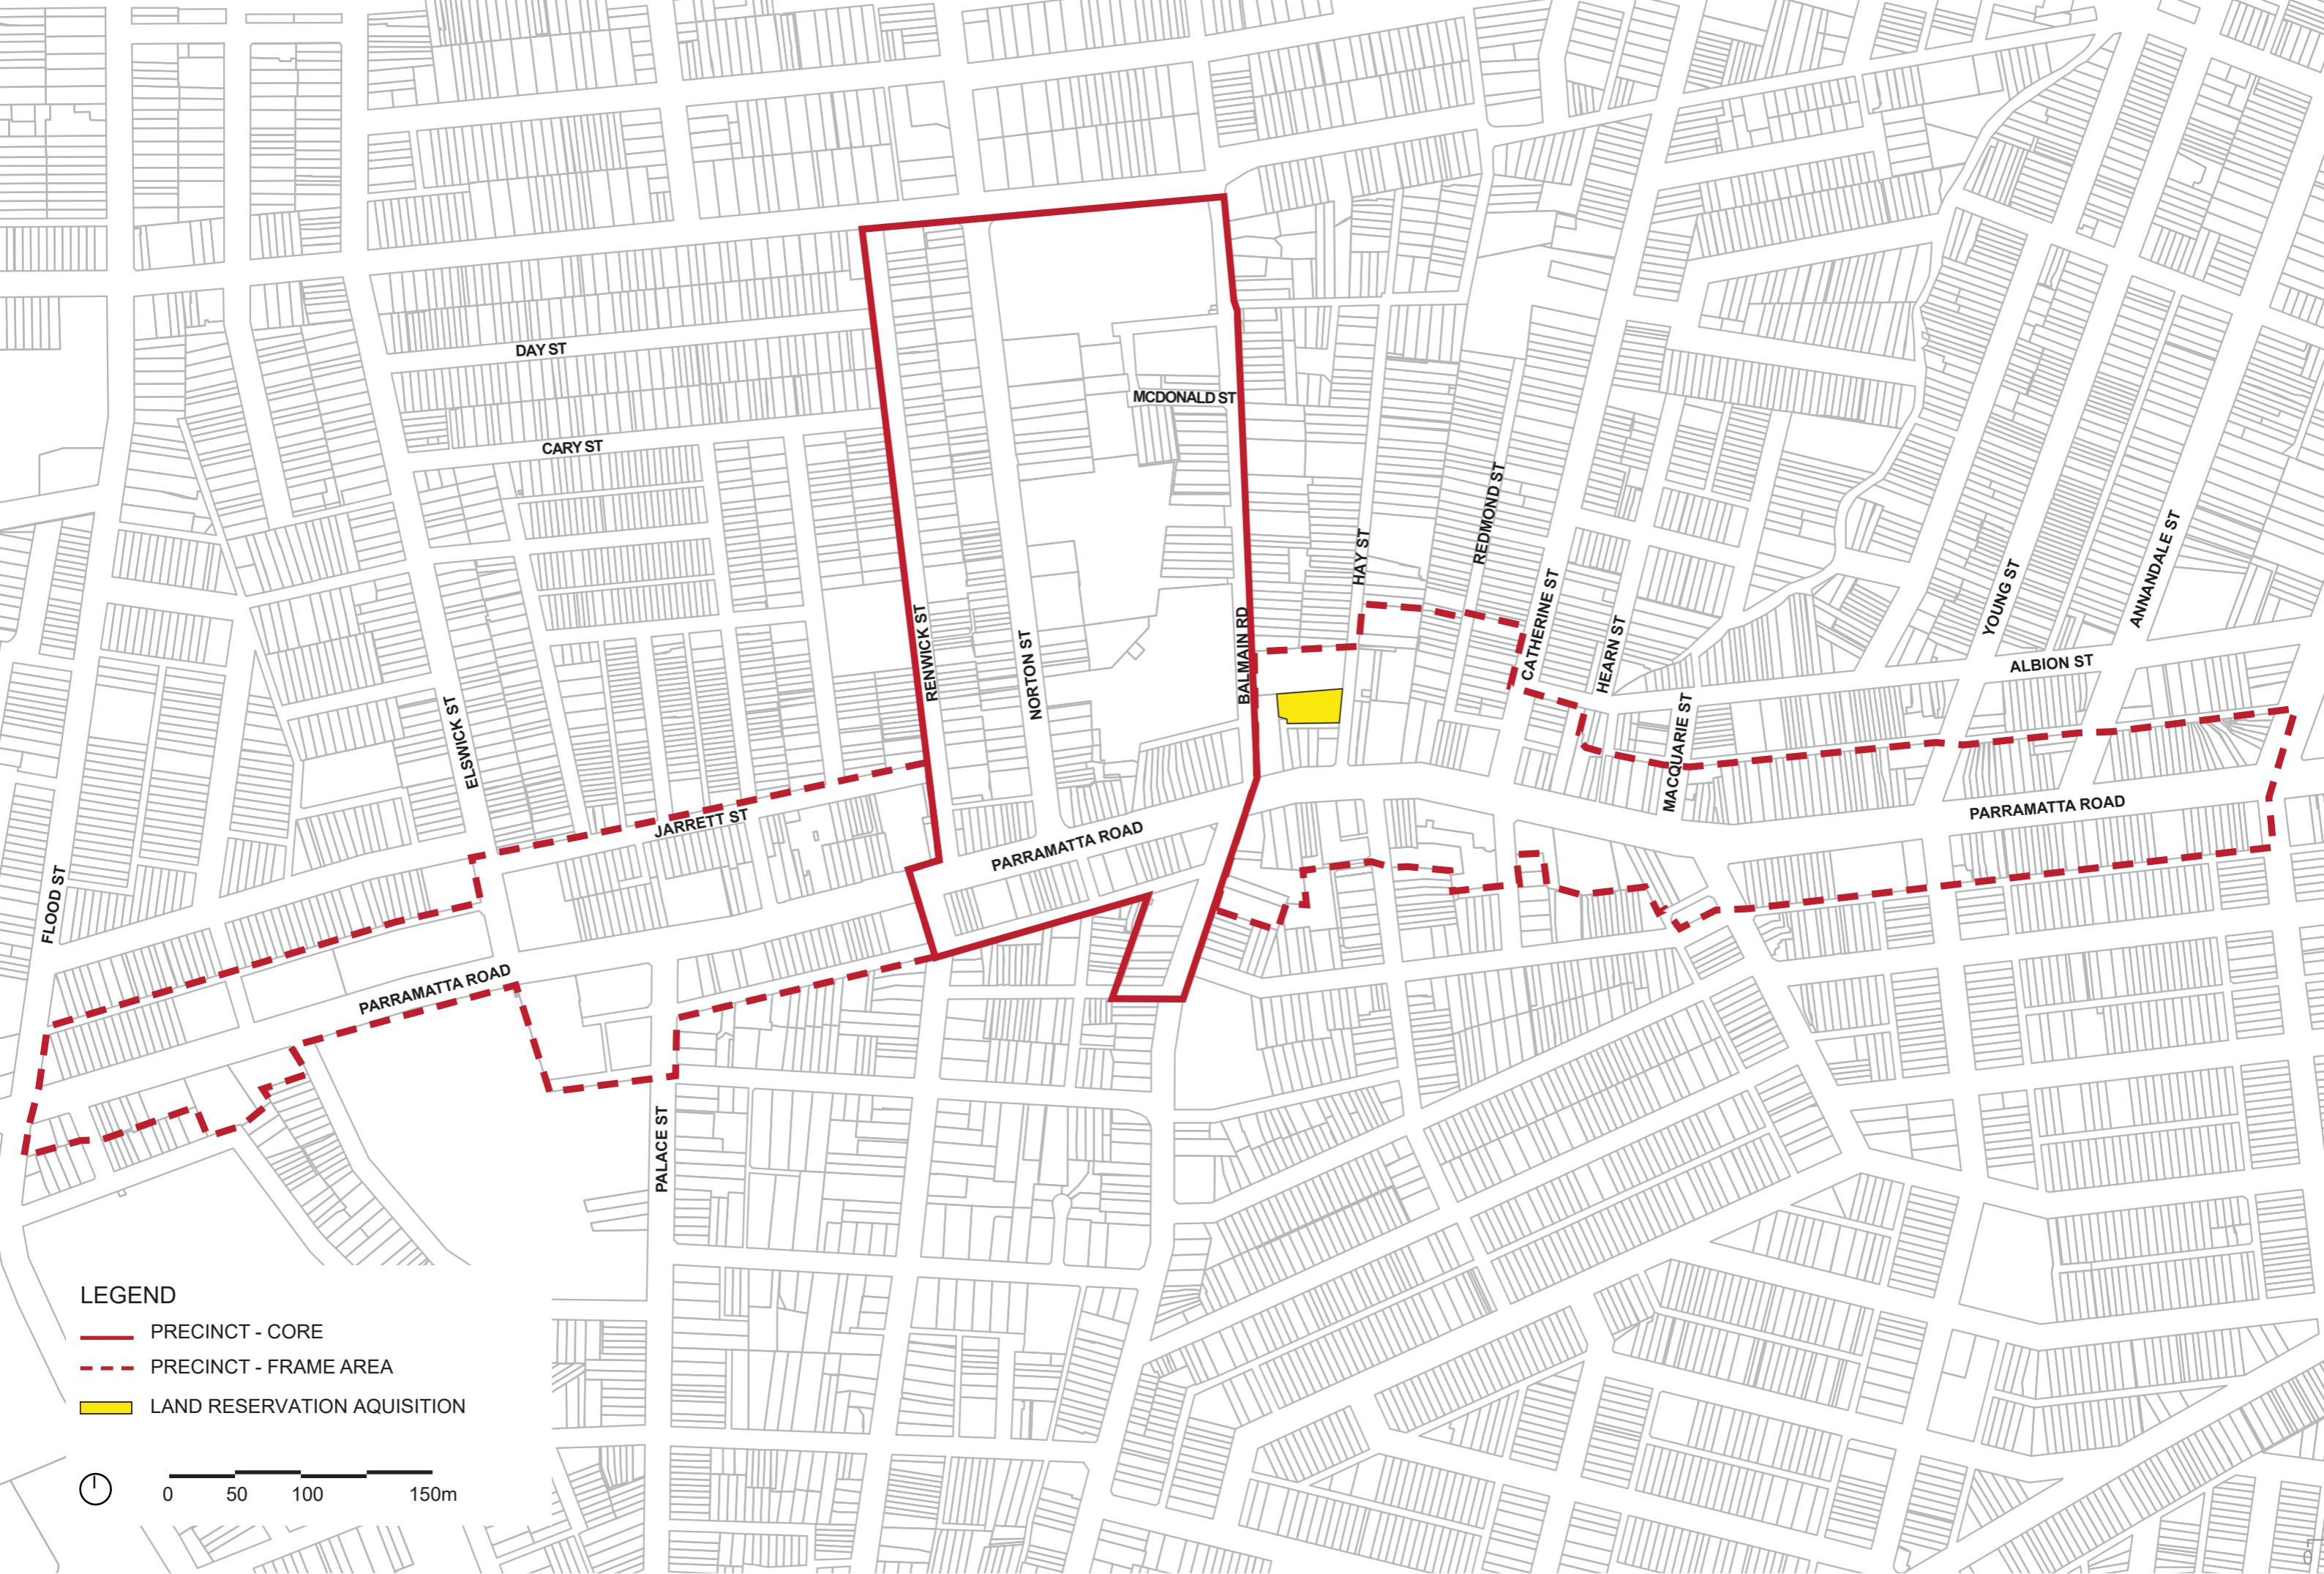 DAY ST
MCDONALD ST
CARY ST
REDMOND ST
HAY ST
ANNANDALE ST
YOUNG ST
CATHERINE ST
HEARN ST
RENWICK ST
NORTON ST
BALMAIN RD
ALBION ST
ELSWICK ST
MACQUARIE ST
JARRETT ST
PARRAMATTA ROAD
PARRAMATTA ROAD
FLOOD ST
PARRAMATTA ROAD
PALACE ST
LEGEND
PRECINCT - CORE
PRECINCT - FRAME AREA
LAND RESERVATION AQUISITION
0 50 100 150m